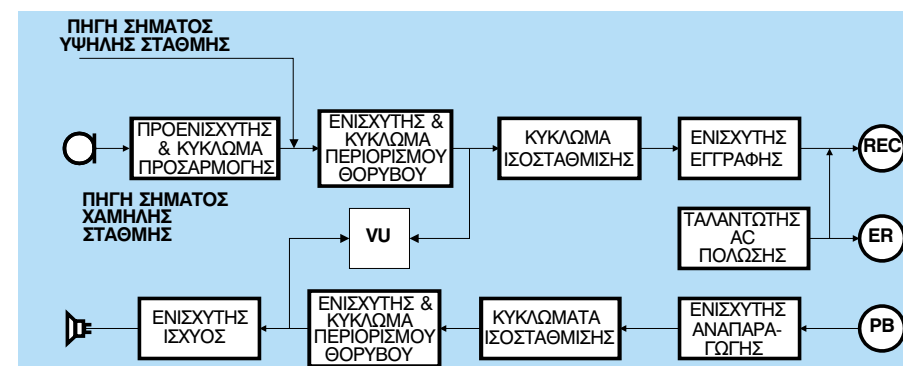 ΠΗΓΗ ΣΗΜΑΤΟΣ
ΥΨΗΛΗΣ ΣΤΑΘΜΗΣ
ΠΡΟΕΝΙΣΧΥΤΗΣ
& ΚΥΚΛΩΜΑ
ΠΡΟΣΑΡΜΟΓΗΣ
ΕΝΙΣΧΥΤΗΣ &
ΚΥΚΛΩΜΑ
ΠΕΡΙΟΡΙΣΜΟΥ
ΘΟΡΥΒΟΥ
ΚΥΚΛΩΜΑ
ΙΣΟΣΤΑΘΜΙΣΗΣ
ΕΝΙΣΧΥΤΗΣ
ΕΓΓΡΑΦΗΣ
REC
ΠΗΓΗ ΣΗΜΑΤΟΣ
ΧΑΜΗΛΗΣ
ΣΤΑΘΜΗΣ
VU
ΤΑΛΑΝΤΩΤΗΣ
AC
ΠΟΛΩΣΗΣ
ER
ΕΝΙΣΧΥΤΗΣ
ΙΣΧΥΟΣ
ΕΝΙΣΧΥΤΗΣ &
ΚΥΚΛΩΜΑ
ΠΕΡΙΟΡΙΣΜΟΥ
ΘΟΡΥΒΟΥ
ΚΥΚΛΩΜΑΤΑ
ΙΣΟΣΤΑΘΜΙΣΗΣ
ΕΝΙΣΧΥΤΗΣ
ΑΝΑΠΑΡΑ-
ΓΩΓΗΣ
PB